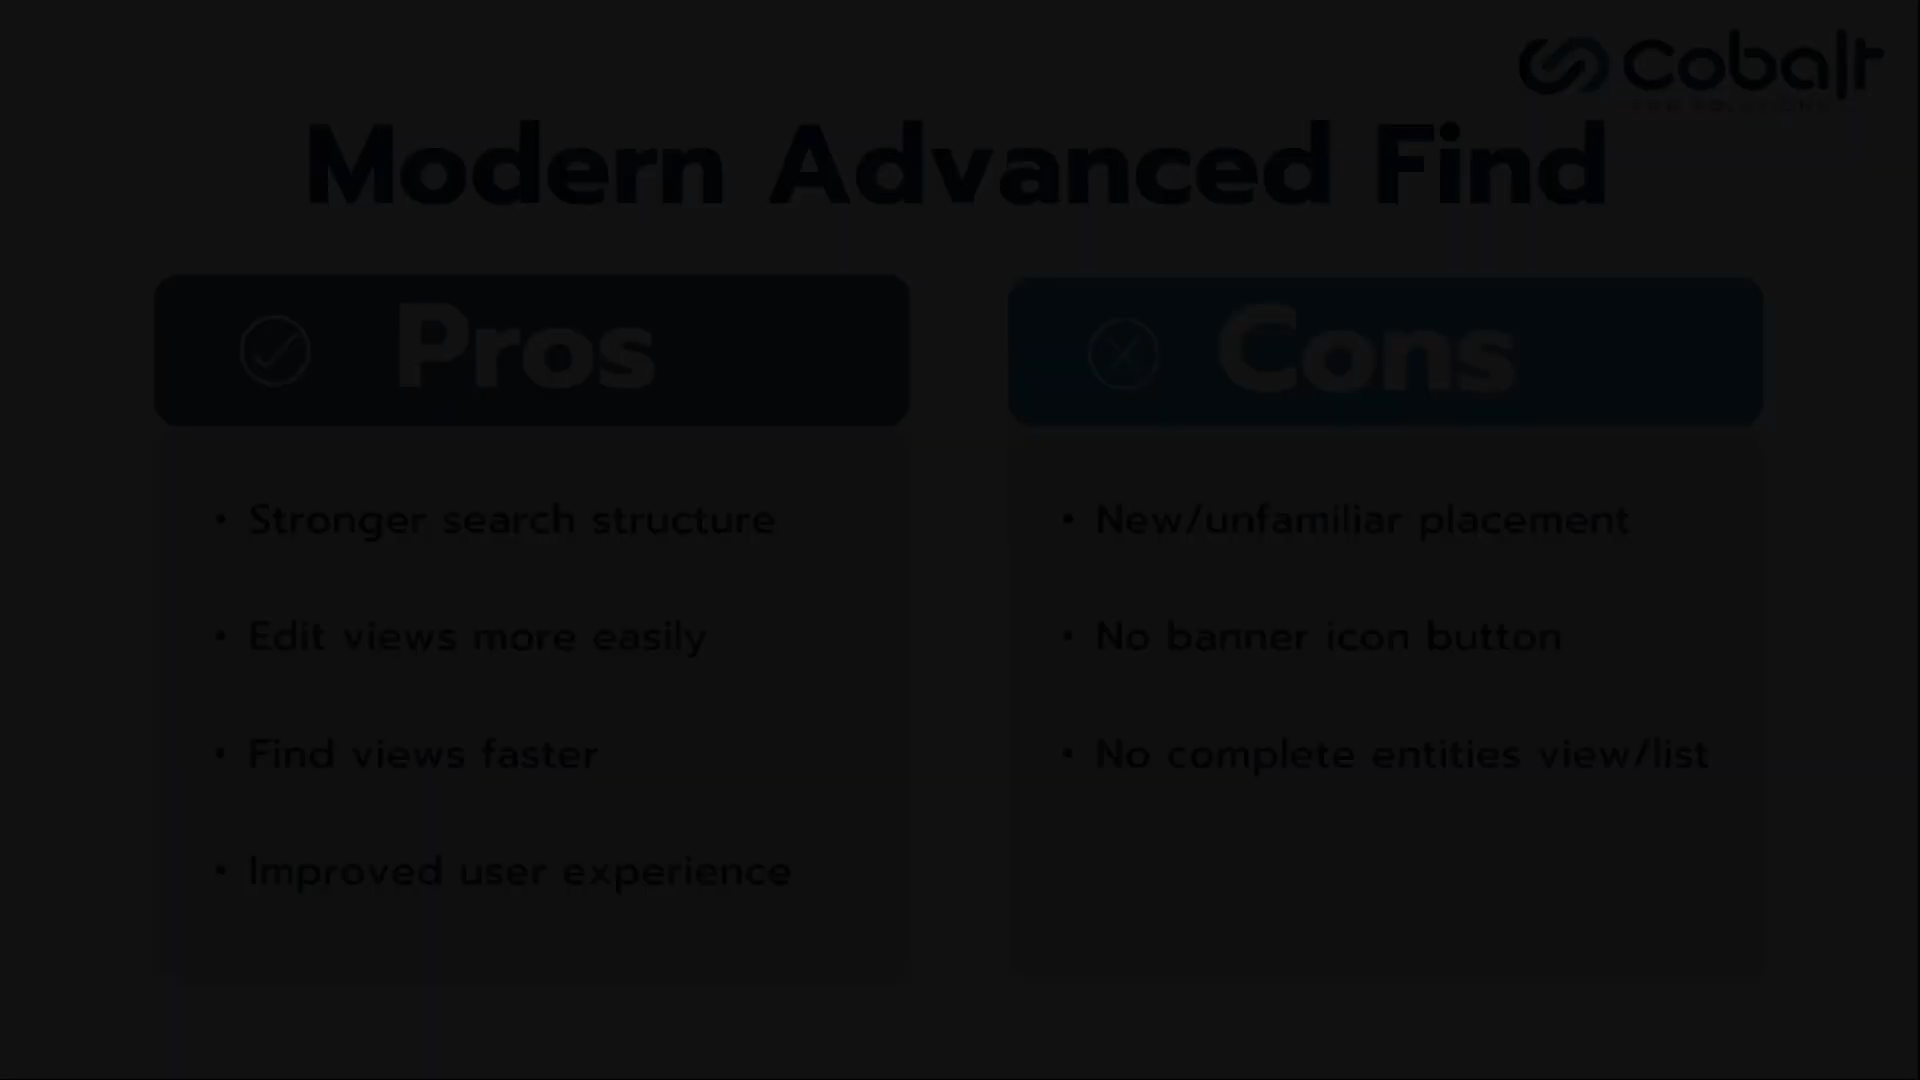 Cobalt
Modern Advanced Find
Pros
Cons
• Stronger search structure
• Edit views more easily
• Find views faster
• Improved user experience
• New/unfamiliar placement
• No banner icon button
• No complete entities view/list